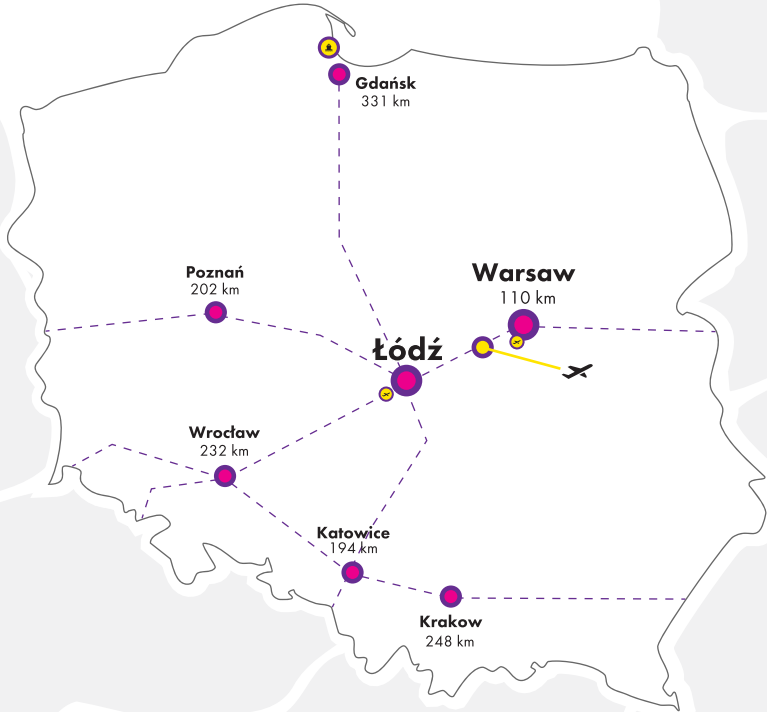 Gdańsk
331 km
Poznań
202 km
Warsaw
110 km
Łódź
Wrocław
232 km
Katowice
194 km
Krakow
248 km